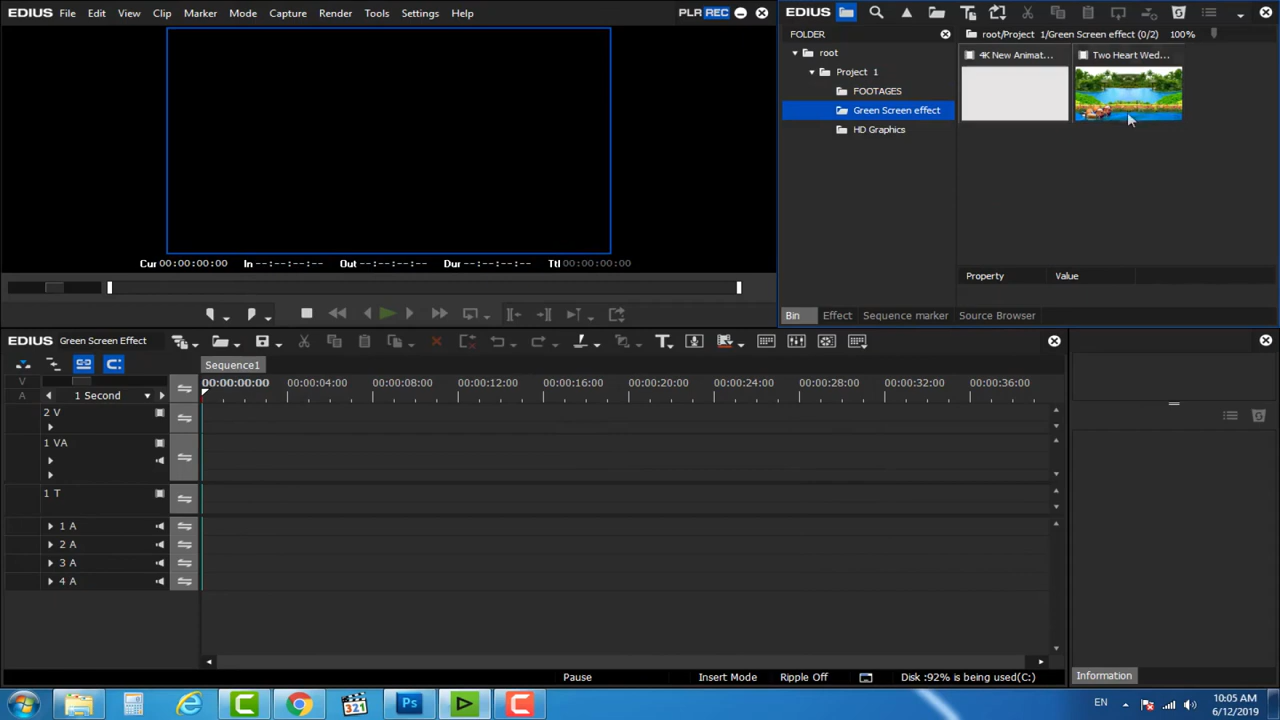 EDIUS File Edit View Clip Marker Mode Capture Render Tools Settings Help PLR REC
EDIUS
FOLDER
root/Project 1/Green Screen effect (0/2) 100%
root
Project 1
FOOTAGES
Green Screen effect
HD Graphics
4K New Animat...
Two Heart Wed...
Property Value
Cur 00:00:00:00 In --:--:--:-- Out --:--:--:-- Dur --:--:--:-- Ttl 00:00:00:00
Bin Effect Sequence marker Source Browser
EDIUS Green Screen Effect
Sequence1
V
A
1 Second
00:00:00:00 00:00:04:00 00:00:08:00 00:00:12:00 00:00:16:00 00:00:20:00 00:00:24:00 00:00:28:00 00:00:32:00 00:00:36:00
2 V
1 VA
1 T
1 A
2 A
3 A
4 A
Information
Pause Insert Mode Ripple Off Disk :92% is being used(C:)
321
Ps
EN
10:05 AM
6/12/2019